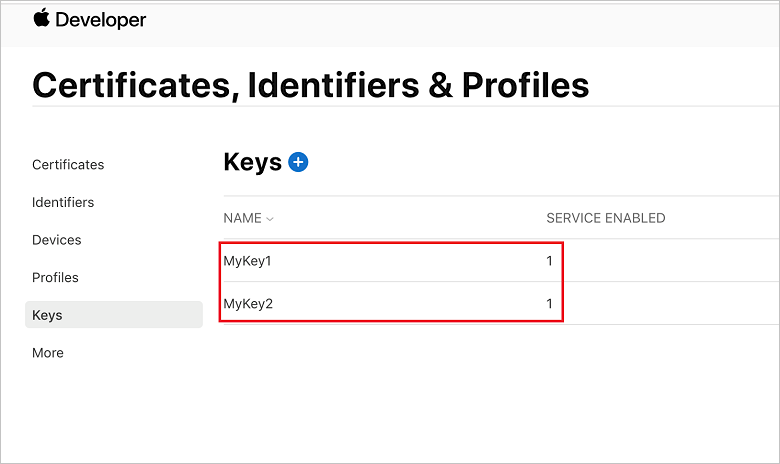 Developer
Certificates, Identifiers & Profiles
Certificates
Identifiers
Devices
Profiles
Keys
More
Keys
NAME
SERVICE ENABLED
MyKey1
1
MyKey2
1